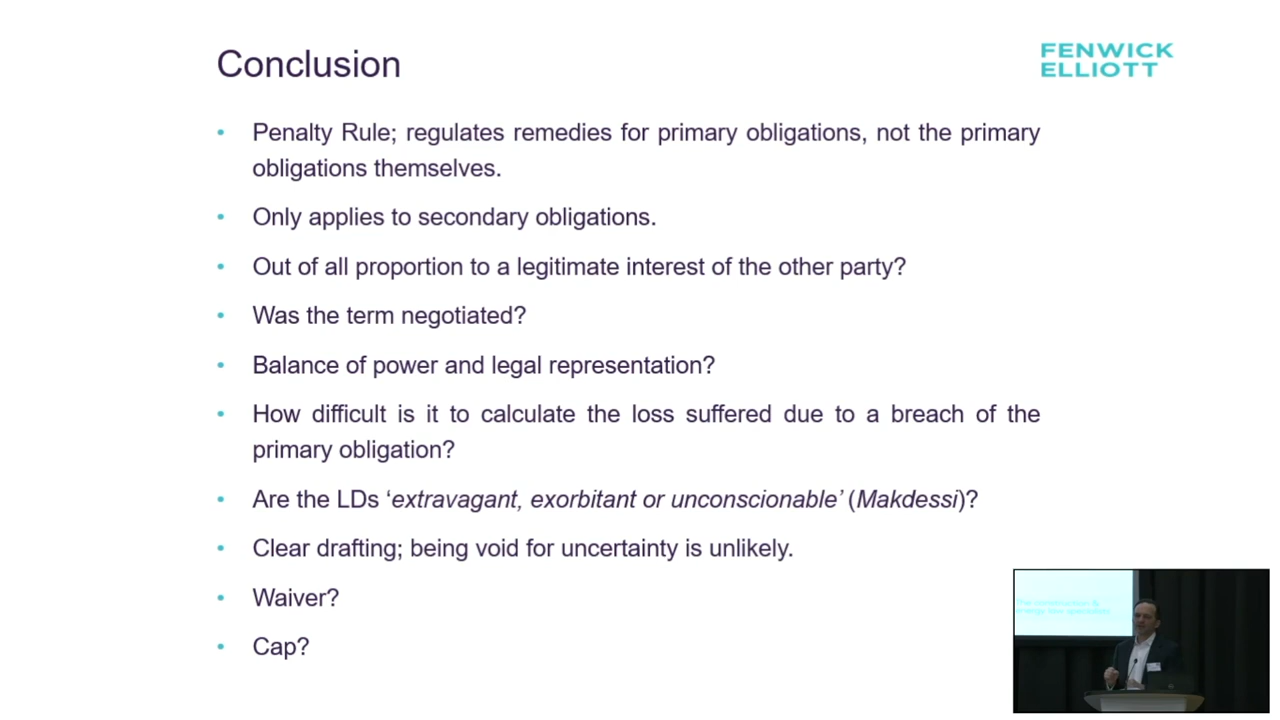 Conclusion
FENWICK
ELLIOTT
• Penalty Rule; regulates remedies for primary obligations, not the primary
obligations themselves.
• Only applies to secondary obligations.
• Out of all proportion to a legitimate interest of the other party?
• Was the term negotiated?
• Balance of power and legal representation?
• How difficult is it to calculate the loss suffered due to a breach of the
primary obligation?
• Are the LDs ‘extravagant, exorbitant or unconscionable’ (Makdessi)?
• Clear drafting; being void for uncertainty is unlikely.
• Waiver?
• Cap?